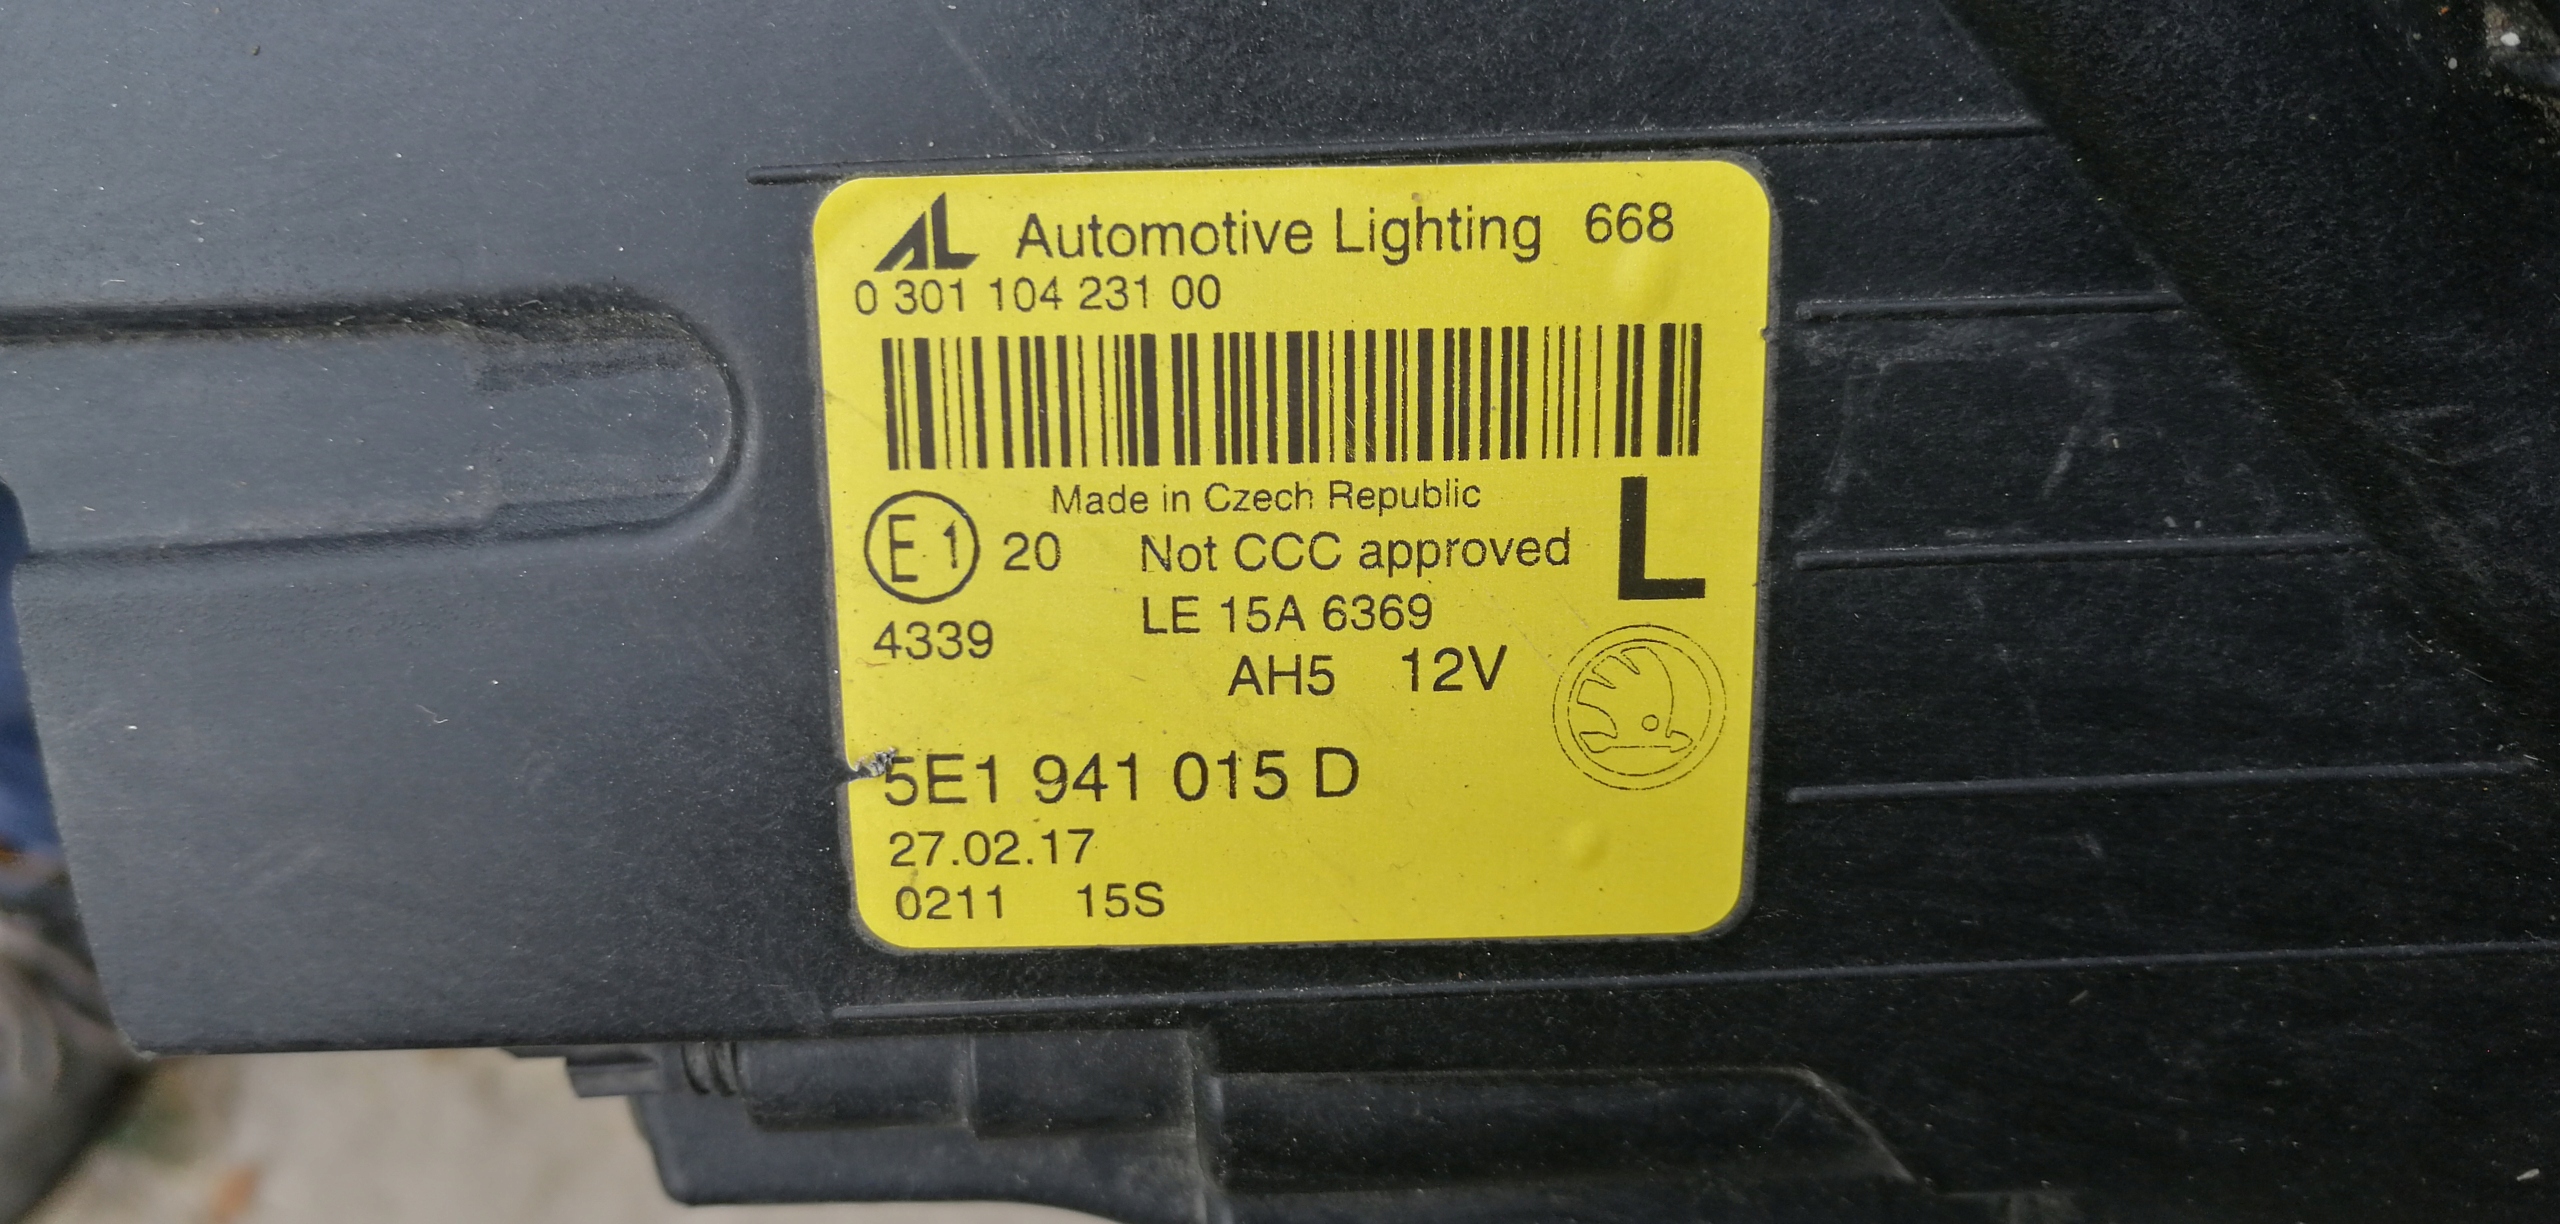 AL Automotive Lighting 668
0 301 104 231 00
Made in Czech Republic
E1 20 Not CCC approved L
4339 LE 15A 6369
AH5 12V
5E1 941 015 D
27.02.17
0211 15S